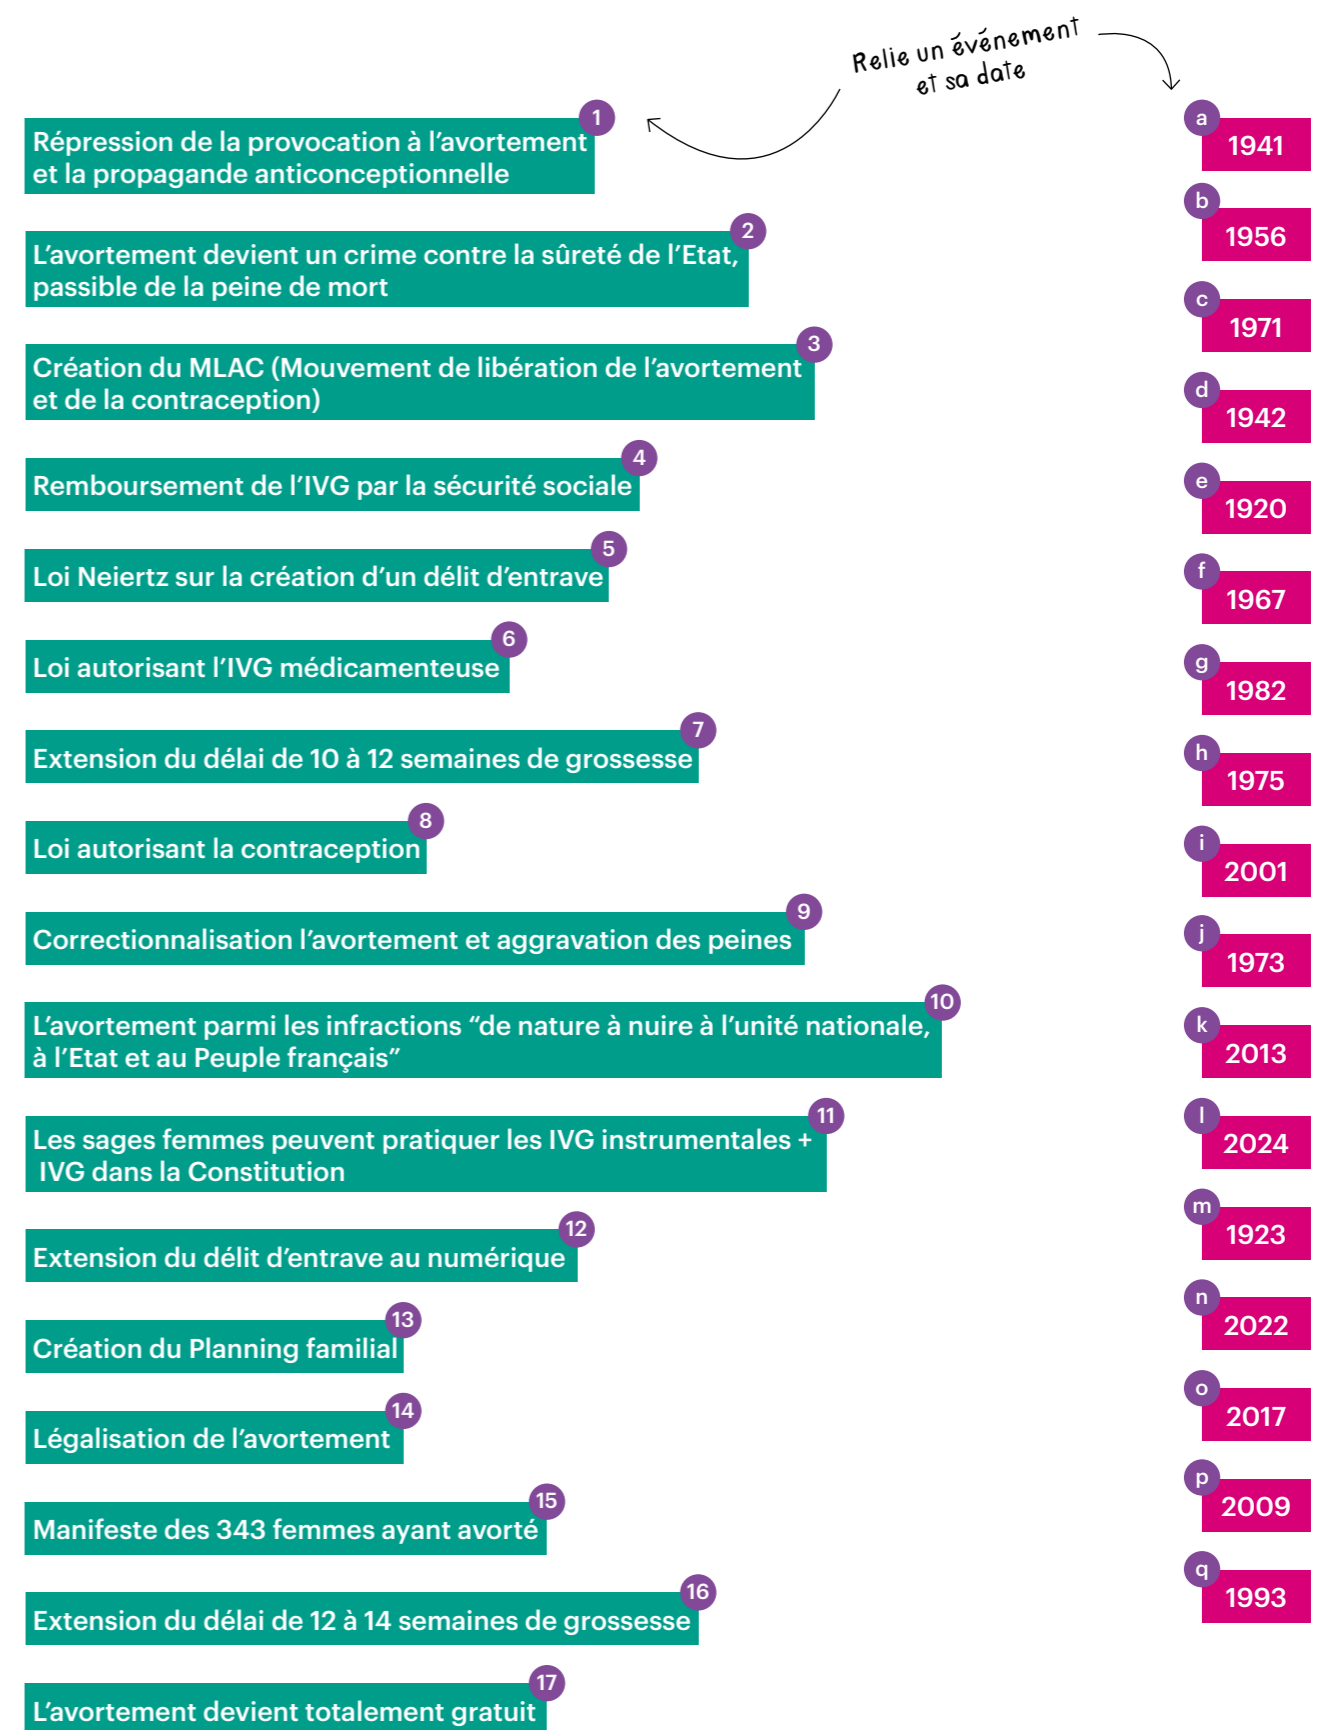 Relie un événement
et sa date
1
Répression de la provocation à l'avortement
et la propagande anticonceptionnelle
2
L'avortement devient un crime contre la sûreté de l'Etat,
passible de la peine de mort
3
Création du MLAC (Mouvement de libération de l'avortement
et de la contraception)
4
Remboursement de l'IVG par la sécurité sociale
5
Loi Neiertz sur la création d'un délit d'entrave
6
Loi autorisant l'IVG médicamenteuse
7
Extension du délai de 10 à 12 semaines de grossesse
8
Loi autorisant la contraception
9
Correctionnalisation l'avortement et aggravation des peines
10
L'avortement parmi les infractions “de nature à nuire à l'unité nationale,
à l'Etat et au Peuple français”
11
Les sages femmes peuvent pratiquer les IVG instrumentales +
IVG dans la Constitution
12
Extension du délit d'entrave au numérique
13
Création du Planning familial
14
Légalisation de l'avortement
15
Manifeste des 343 femmes ayant avorté
16
Extension du délai de 12 à 14 semaines de grossesse
17
L'avortement devient totalement gratuit
a
1941
b
1956
c
1971
d
1942
e
1920
f
1967
g
1982
h
1975
i
2001
j
1973
k
2013
l
2024
m
1923
n
2022
o
2017
p
2009
q
1993